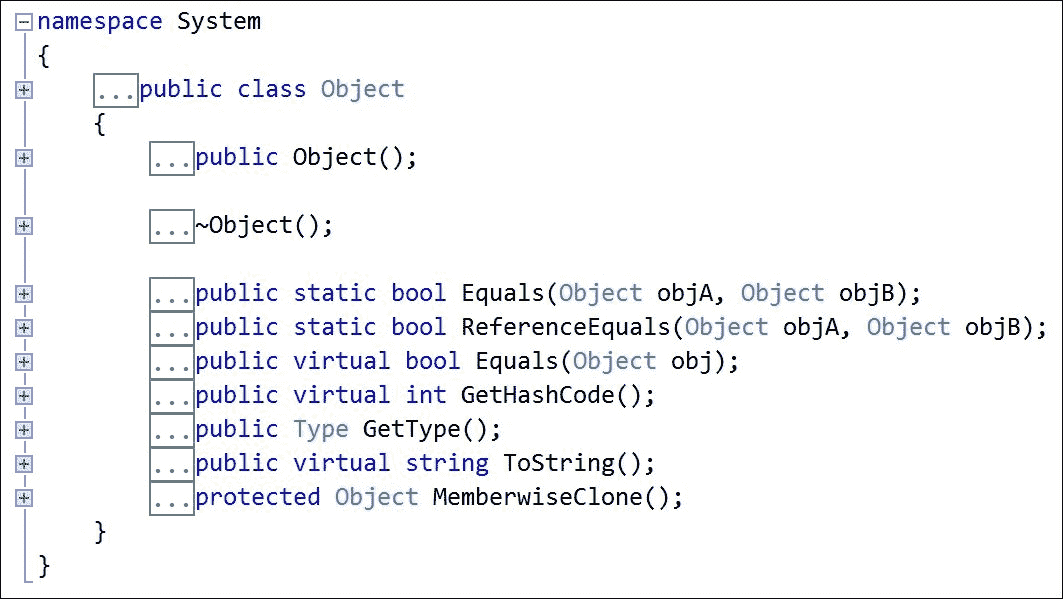 namespace System
{
...public class Object
{
...public Object();
...~Object();
...public static bool Equals(Object objA, Object objB);
...public static bool ReferenceEquals(Object objA, Object objB);
...public virtual bool Equals(Object obj);
...public virtual int GetHashCode();
...public Type GetType();
...public virtual string ToString();
...protected Object MemberwiseClone();
}
}